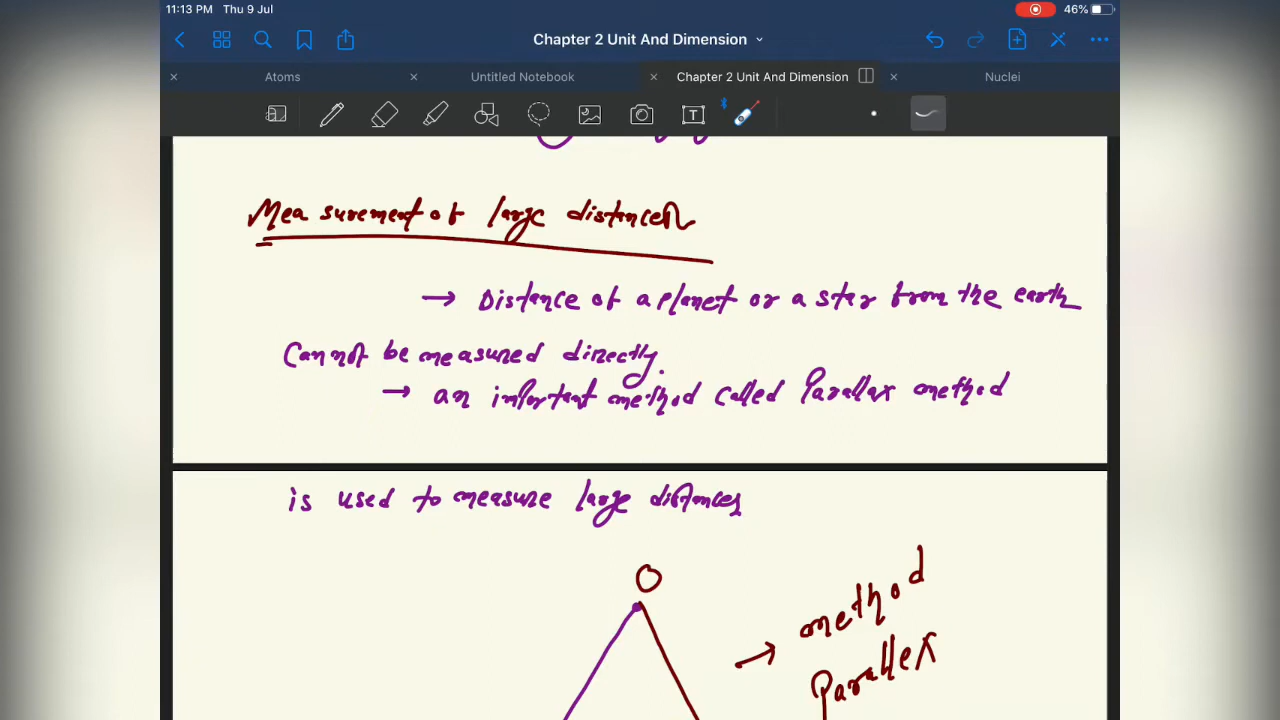 11:13 PM Thu 9 Jul 46%
Chapter 2 Unit And Dimension
Atoms Untitled Notebook Chapter 2 Unit And Dimension Nuclei
Measurement of large distances
→ Distance of a planet or a star from the earth
Cannot be measured directly.
→ an important method called Parallax method
is used to measure large distances
O
→ method
Parallex